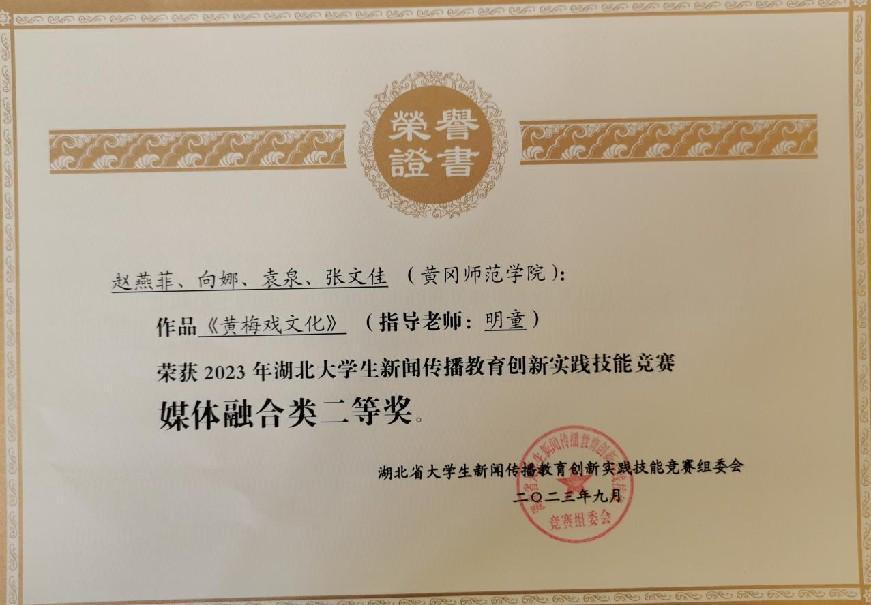 榮譽
證書
赵燕菲、向娜、袁泉、张文佳（黄冈师范学院）：
作品《黄梅戏文化》（指导老师：明童）
荣获 2023 年湖北大学生新闻传播教育创新实践技能竞赛
媒体融合类二等奖。
湖北省大学生新闻传播教育创新实践技能竞赛组委会
二〇二三年九月
竞赛组委会